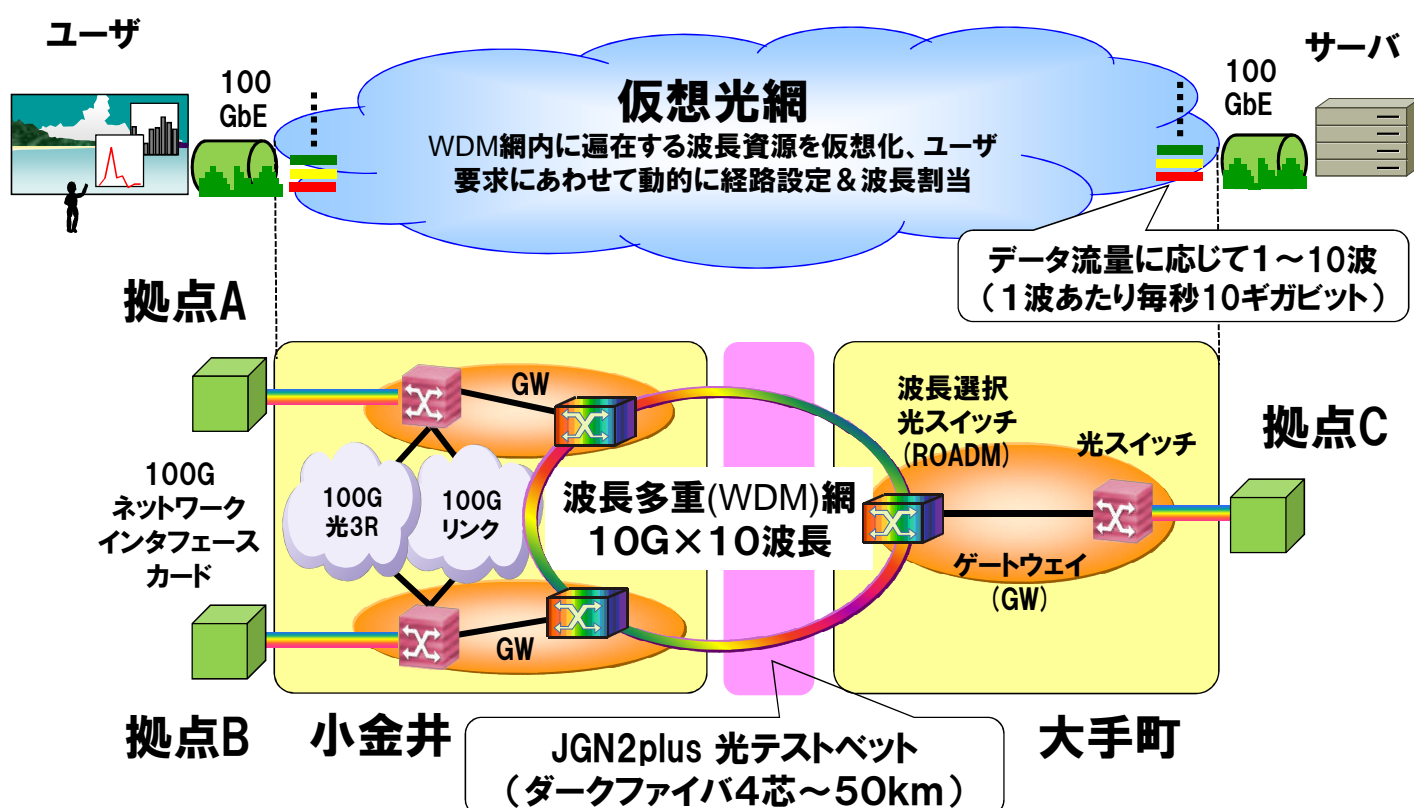 ユーザ
サーバ
100
GbE
100
GbE
仮想光網
WDM網内に遍在する波長資源を仮想化、ユーザ
要求にあわせて動的に経路設定＆波長割当
データ流量に応じて１～10波
（１波あたり毎秒10ギガビット）
拠点A
GW
波長選択
光スイッチ
(ROADM)
光スイッチ
拠点C
100G
ネットワーク
インタフェース
カード
100G
光3R
100G
リンク
波長多重(WDM)網
10G×10波長
ゲートウェイ
(GW)
GW
拠点B
小金井
大手町
JGN2plus 光テストベット
（ダークファイバ４芯～50km）